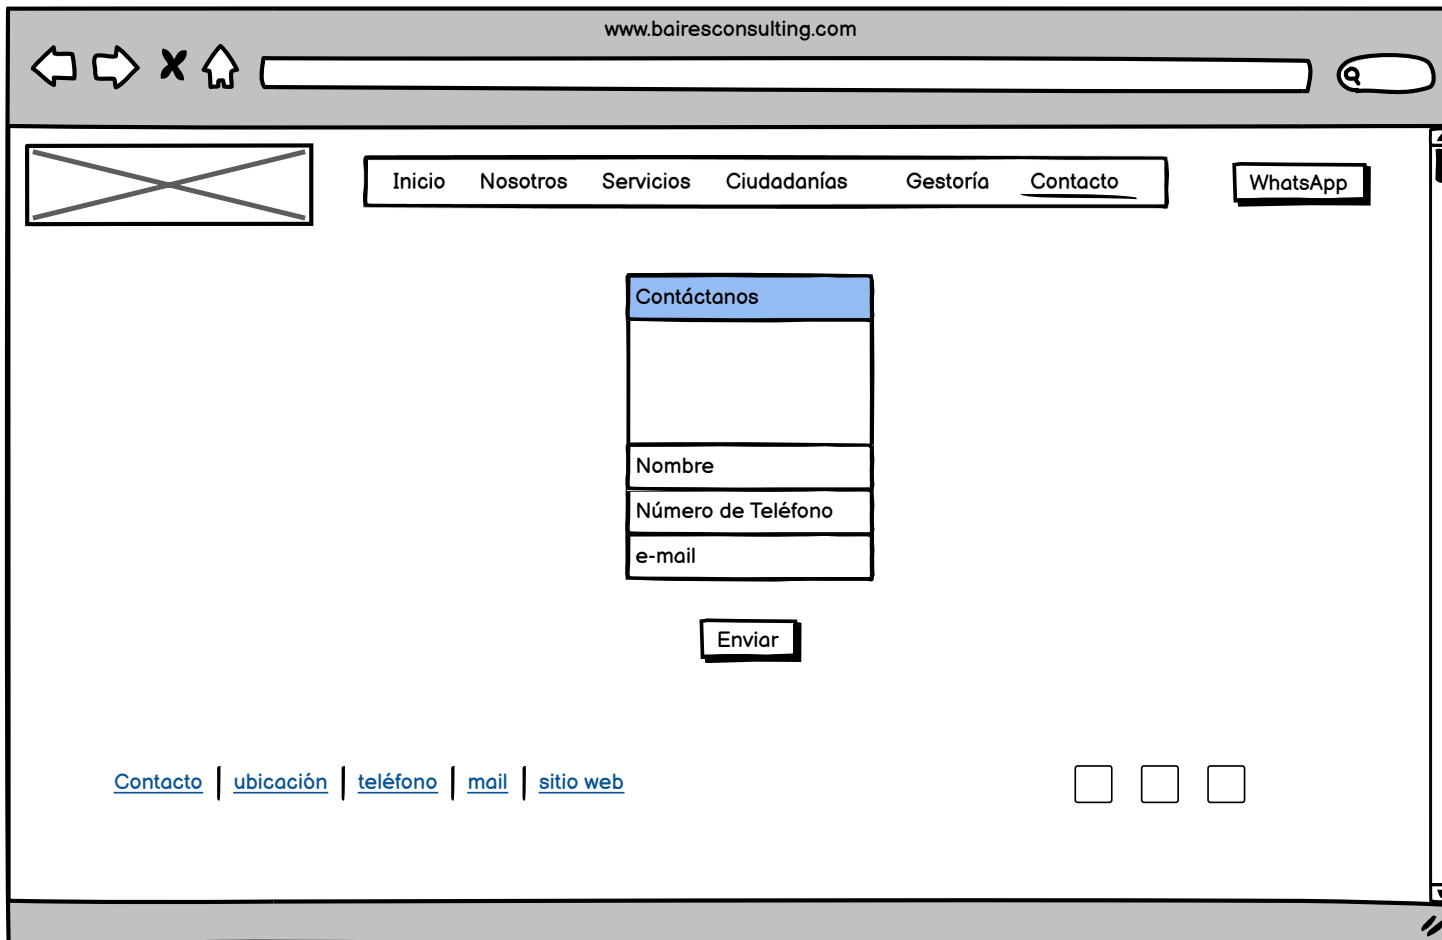 www.bairesconsulting.com
Inicio Nosotros Servicios Ciudadanías Gestoría Contacto WhatsApp
Contáctanos
Nombre
Número de Teléfono
e-mail
Enviar
Contacto ubicación teléfono mail sitio web